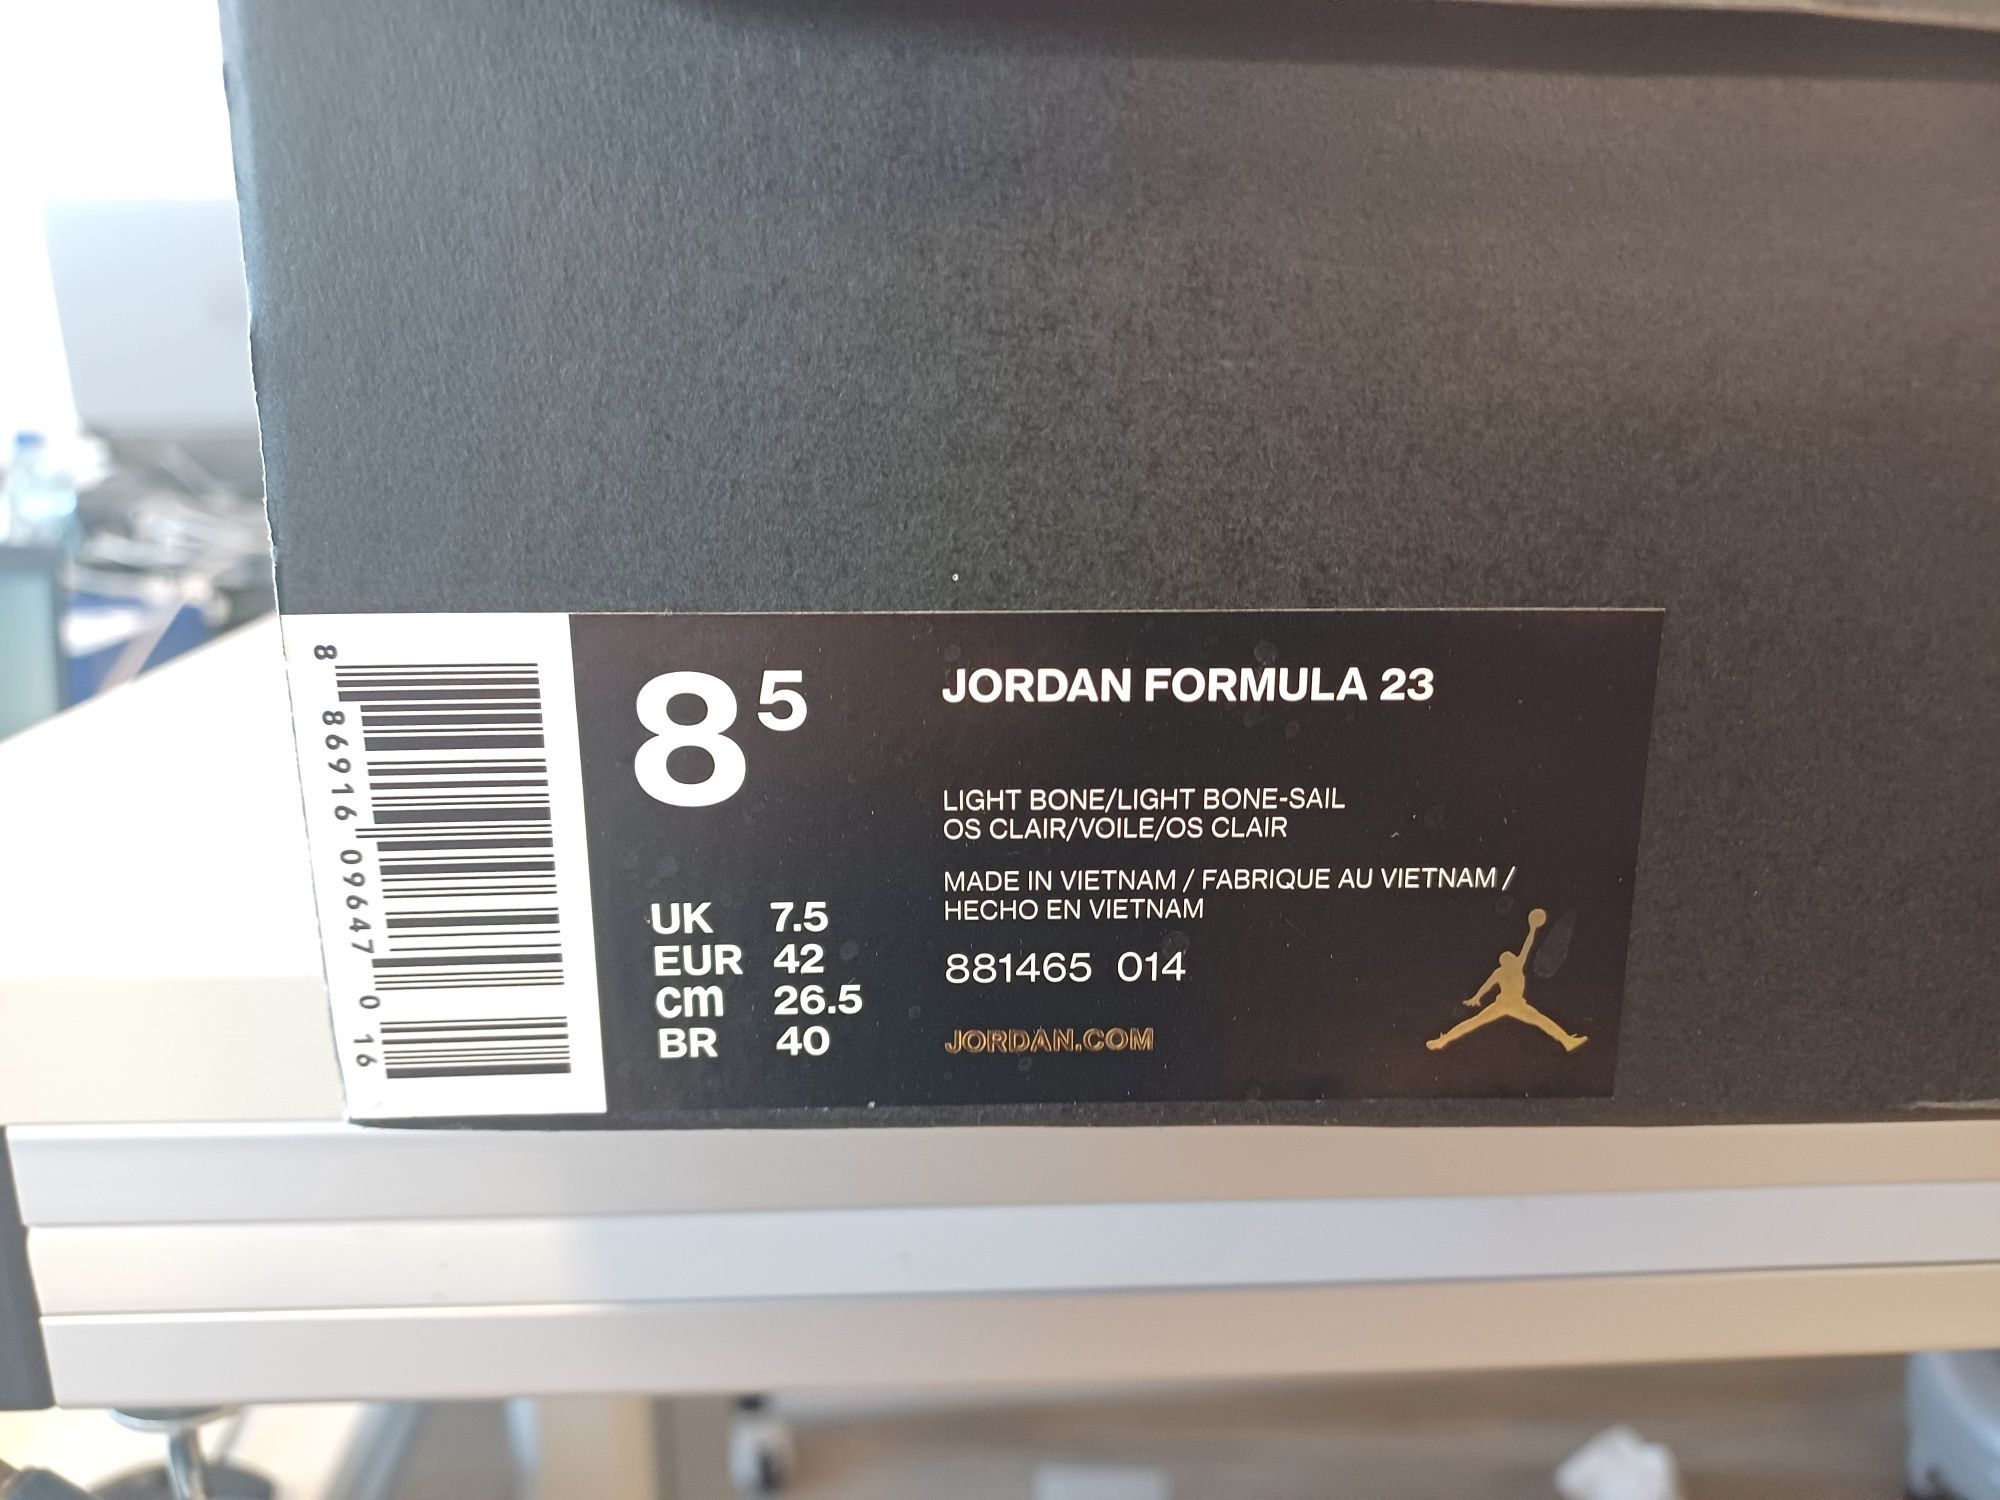 8 86916 09647 0 16
8 5
UK 7.5
EUR 42
cm 26.5
BR 40
JORDAN FORMULA 23
LIGHT BONE/LIGHT BONE-SAIL
OS CLAIR/VOILE/OS CLAIR
MADE IN VIETNAM / FABRIQUE AU VIETNAM /
HECHO EN VIETNAM
881465 014
JORDAN.COM